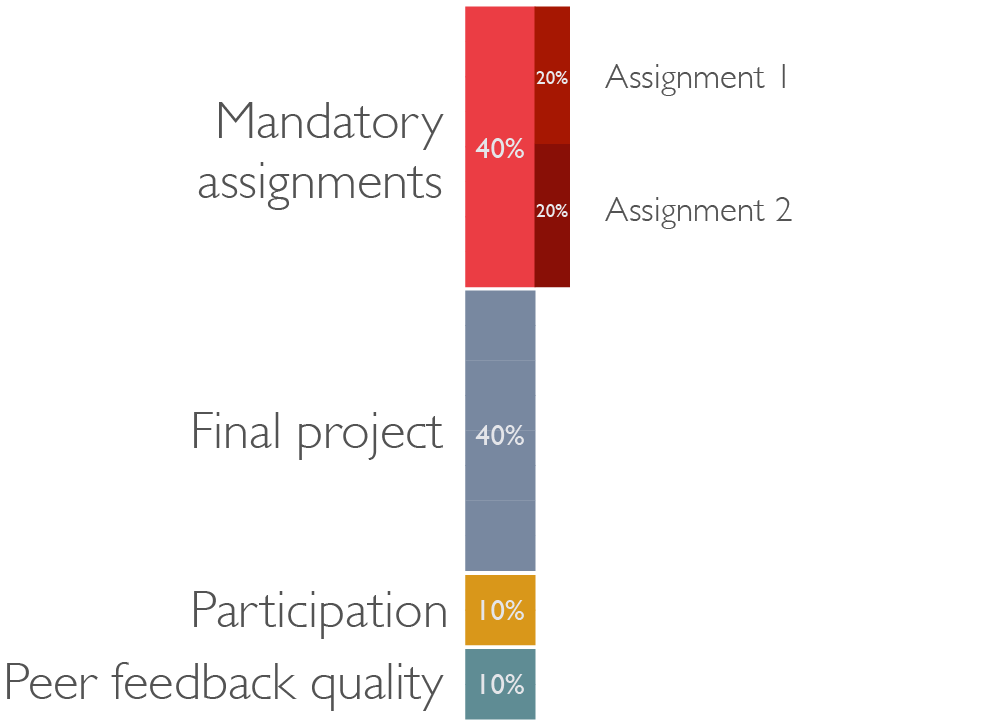 Mandatory
assignments
40%
20%
Assignment 1
20%
Assignment 2
Final project
40%
Participation
10%
Peer feedback quality
10%